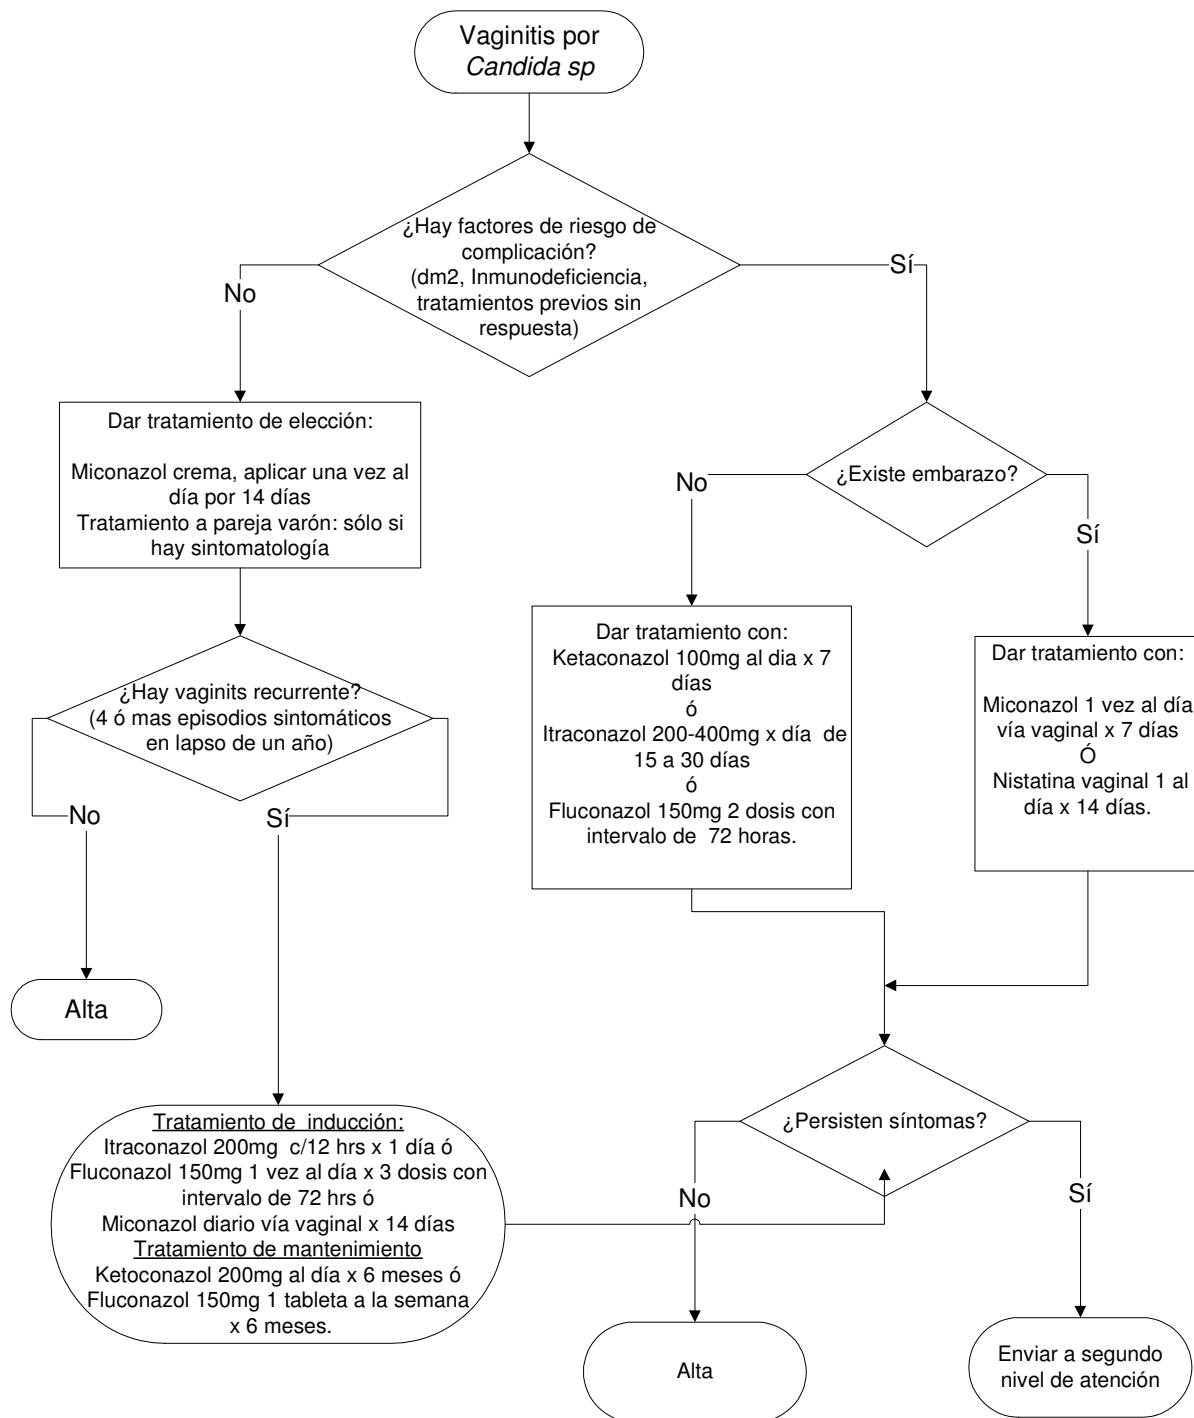 Vaginitis por
Candida sp
¿Hay factores de riesgo de
complicación?
(dm2, Inmunodeficiencia,
tratamientos previos sin
respuesta)
No
Sí
Dar tratamiento de elección:
Miconazol crema, aplicar una vez al
día por 14 días
Tratamiento a pareja varón: sólo si
hay sintomatología
¿Existe embarazo?
No
Sí
¿Hay vaginits recurrente?
(4 ó mas episodios sintomáticos
en lapso de un año)
No
Sí
Dar tratamiento con:
Ketaconazol 100mg al dia x 7
días
ó
Itraconazol 200-400mg x día de
15 a 30 días
ó
Fluconazol 150mg 2 dosis con
intervalo de 72 horas.
Dar tratamiento con:
Miconazol 1 vez al día
vía vaginal x 7 días
Ó
Nistatina vaginal 1 al
día x 14 días.
Alta
Tratamiento de inducción:
Itraconazol 200mg c/12 hrs x 1 día ó
Fluconazol 150mg 1 vez al día x 3 dosis con
intervalo de 72 hrs ó
Miconazol diario vía vaginal x 14 días
Tratamiento de mantenimiento
Ketoconazol 200mg al día x 6 meses ó
Fluconazol 150mg 1 tableta a la semana
x 6 meses.
¿Persisten síntomas?
No
Sí
Alta
Enviar a segundo
nivel de atención